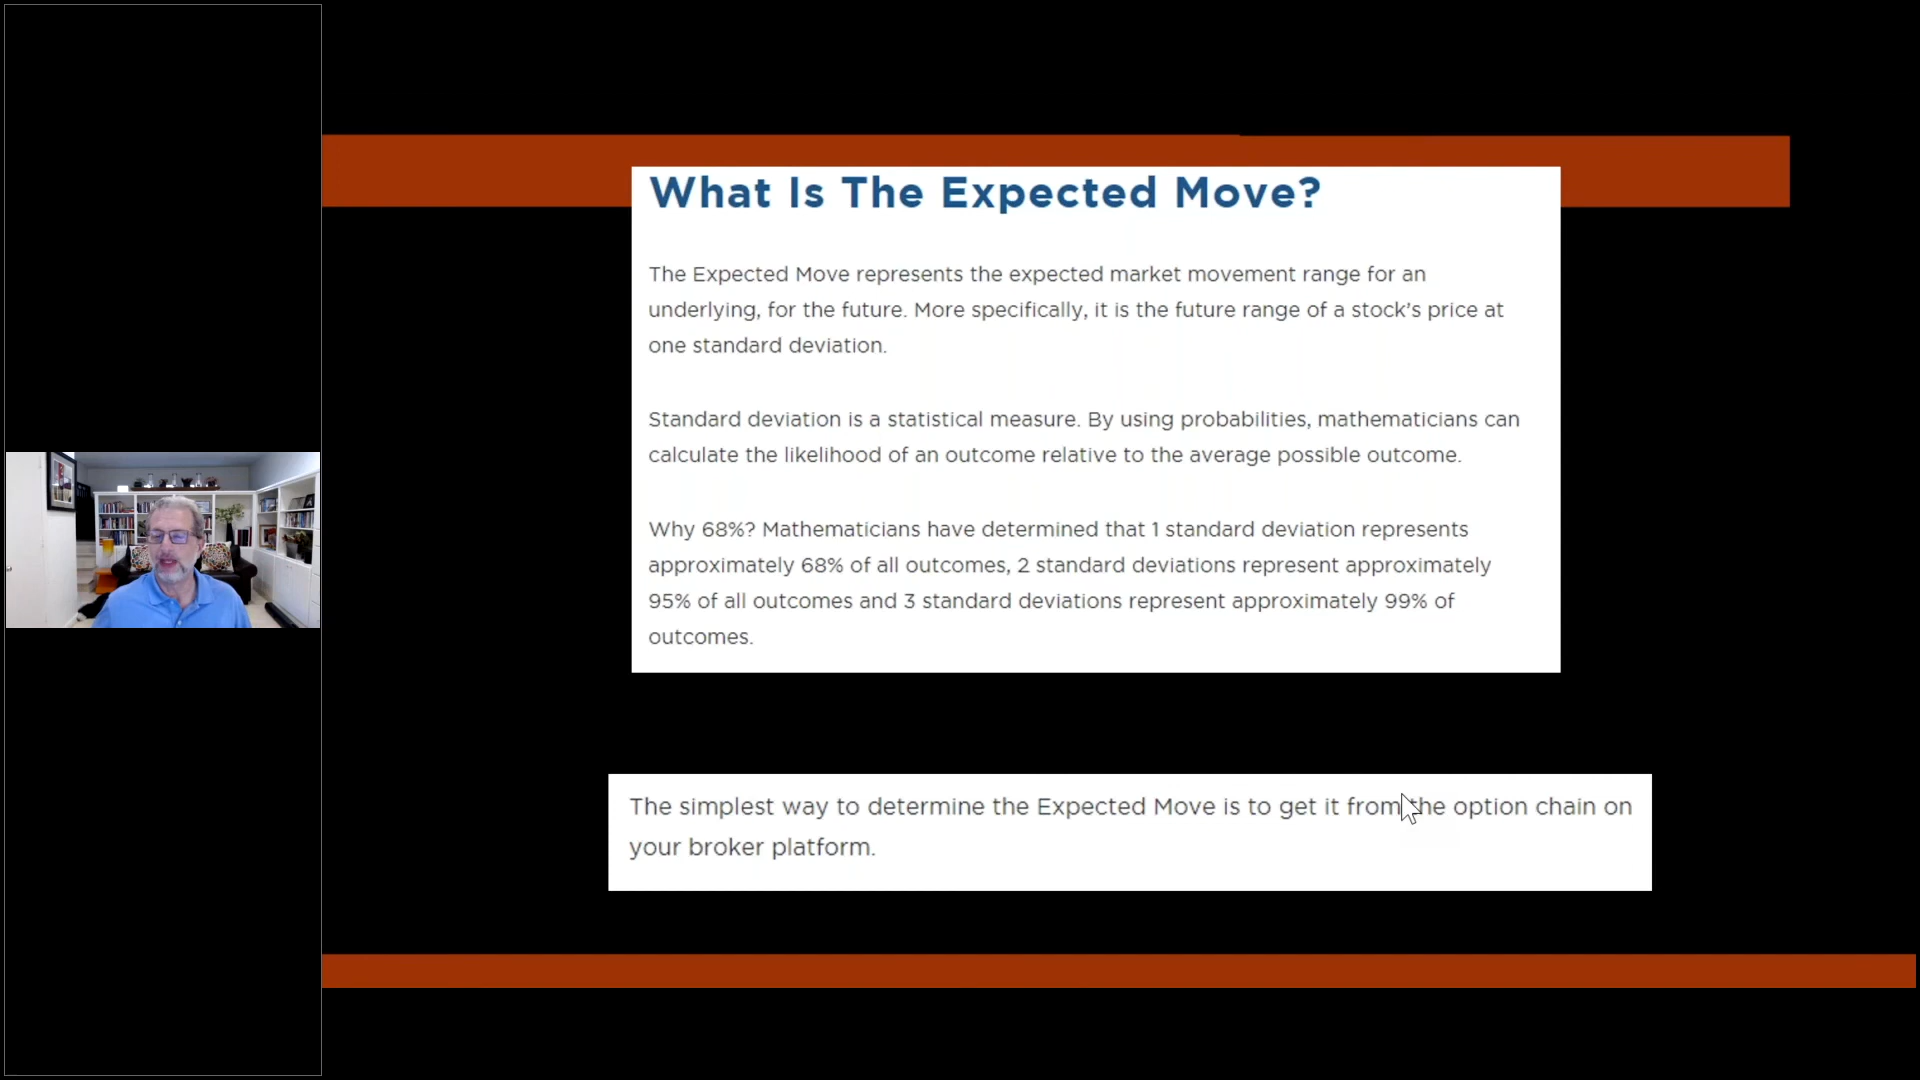 What Is The Expected Move?
The Expected Move represents the expected market movement range for an
underlying, for the future. More specifically, it is the future range of a stock’s price at
one standard deviation.
Standard deviation is a statistical measure. By using probabilities, mathematicians can
calculate the likelihood of an outcome relative to the average possible outcome.
Why 68%? Mathematicians have determined that 1 standard deviation represents
approximately 68% of all outcomes, 2 standard deviations represent approximately
95% of all outcomes and 3 standard deviations represent approximately 99% of
outcomes.
The simplest way to determine the Expected Move is to get it from the option chain on
your broker platform.